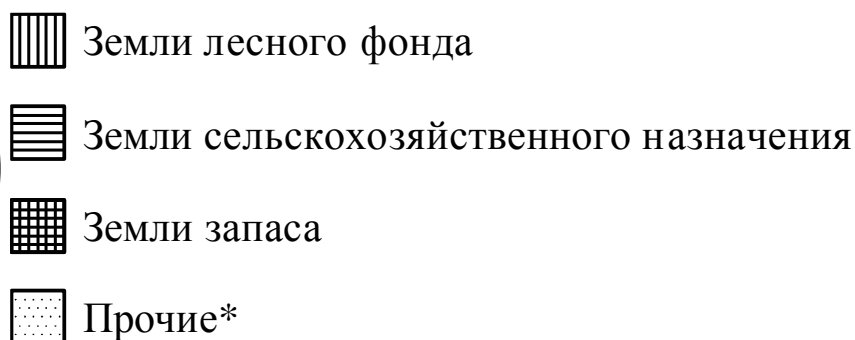 Земли лесного фонда
Земли сельскохозяйственного назначения
Земли запаса
Прочие*